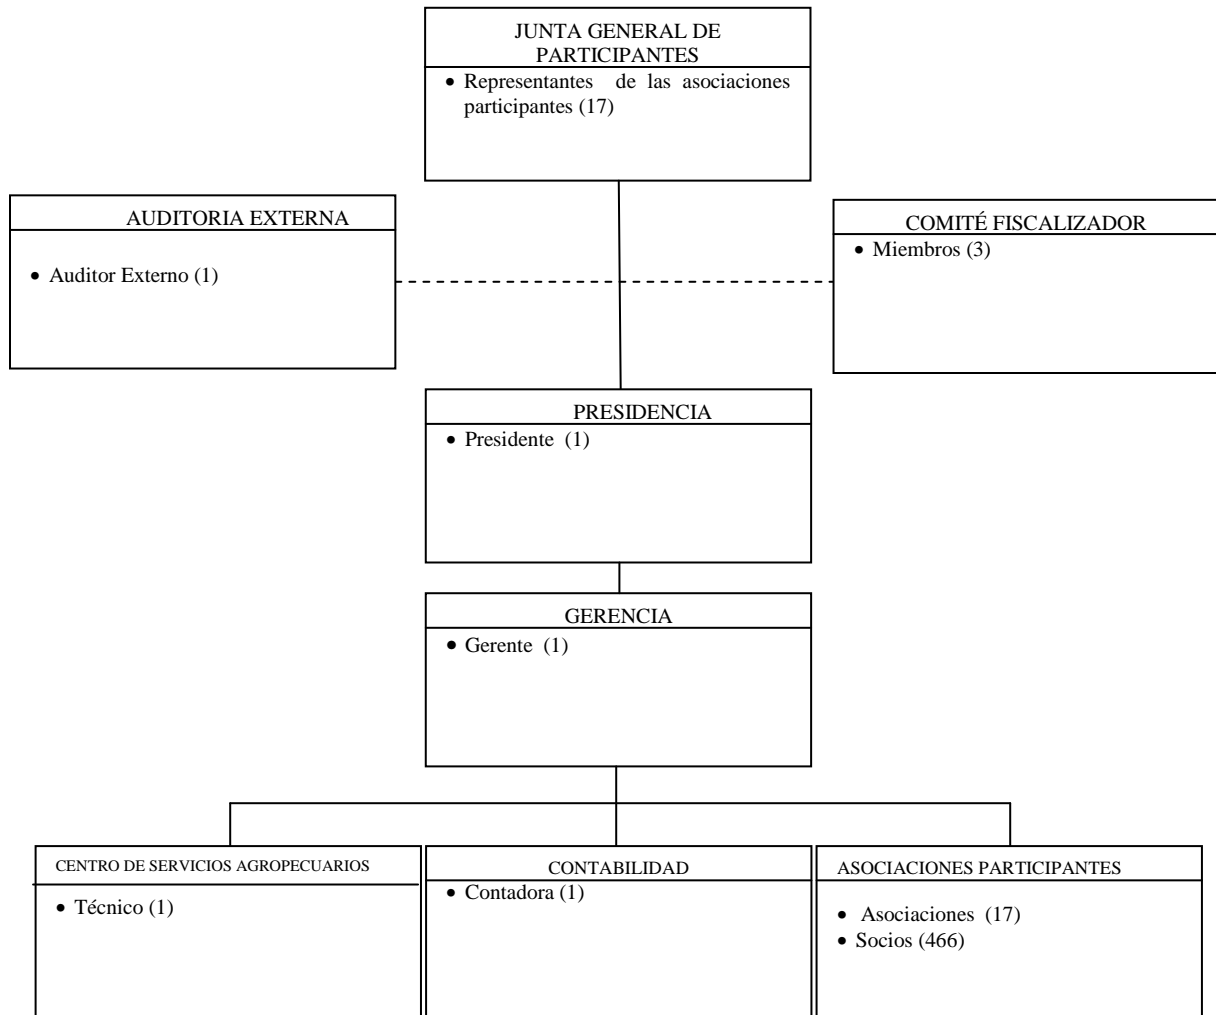 JUNTA GENERAL DE
PARTICIPANTES
• Representantes de las asociaciones
participantes (17)
AUDITORIA EXTERNA
• Auditor Externo (1)
COMITÉ FISCALIZADOR
• Miembros (3)
PRESIDENCIA
• Presidente (1)
GERENCIA
• Gerente (1)
CENTRO DE SERVICIOS AGROPECUARIOS
• Técnico (1)
CONTABILIDAD
• Contadora (1)
ASOCIACIONES PARTICIPANTES
• Asociaciones (17)
• Socios (466)